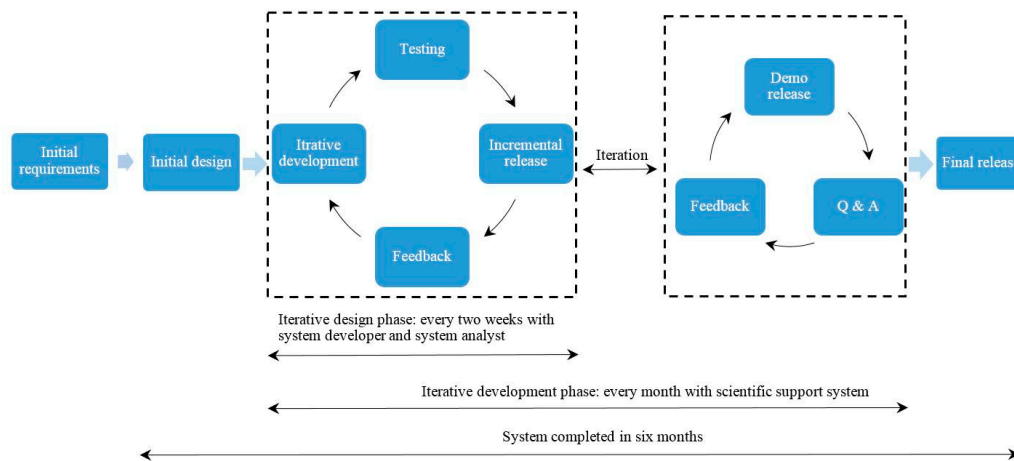 Initial
requirements
Initial design
Itrative
development
Testing
Incremental
release
Feedback
Iteration
Demo
release
Q & A
Feedback
Final release
Iterative design phase: every two weeks with
system developer and system analyst
Iterative development phase: every month with scientific support system
System completed in six months